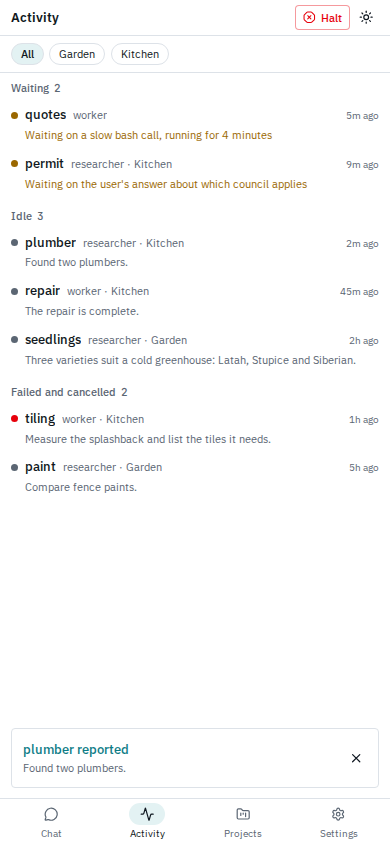 Activity
Halt
All
Garden
Kitchen
Waiting 2
quotes worker 5m ago
Waiting on a slow bash call, running for 4 minutes
permit researcher · Kitchen 9m ago
Waiting on the user's answer about which council applies
Idle 3
plumber researcher · Kitchen 2m ago
Found two plumbers.
repair worker · Kitchen 45m ago
The repair is complete.
seedlings researcher · Garden 2h ago
Three varieties suit a cold greenhouse: Latah, Stupice and Siberian.
Failed and cancelled 2
tiling worker · Kitchen 1h ago
Measure the splashback and list the tiles it needs.
paint researcher · Garden 5h ago
Compare fence paints.
plumber reported
Found two plumbers.
Chat
Activity
Projects
Settings